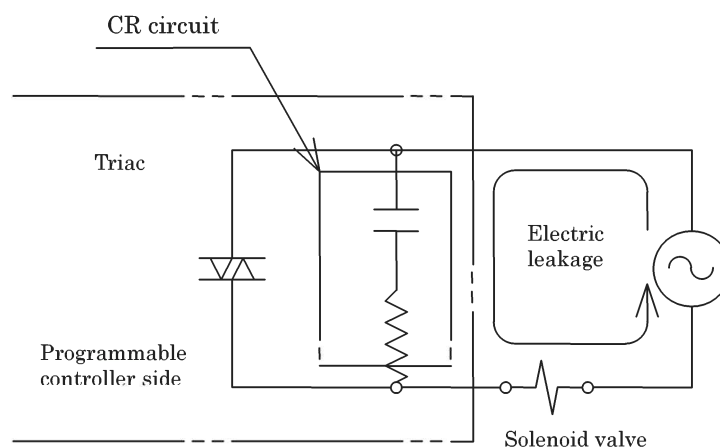 CR circuit
Triac
Electric
leakage
Programmable
controller side
Solenoid valve